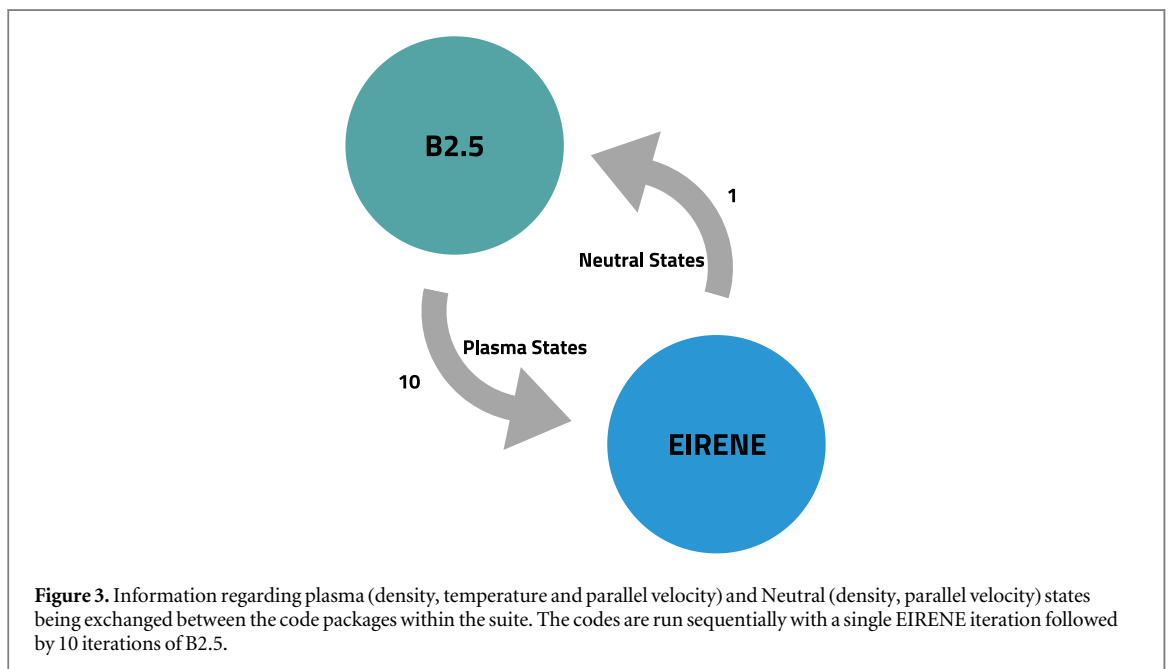 B2.5
1
Neutral States
Plasma States
10
EIRENE
Figure 3. Information regarding plasma (density, temperature and parallel velocity) and Neutral (density, parallel velocity) states
being exchanged between the code packages within the suite. The codes are run sequentially with a single EIRENE iteration followed
by 10 iterations of B2.5.